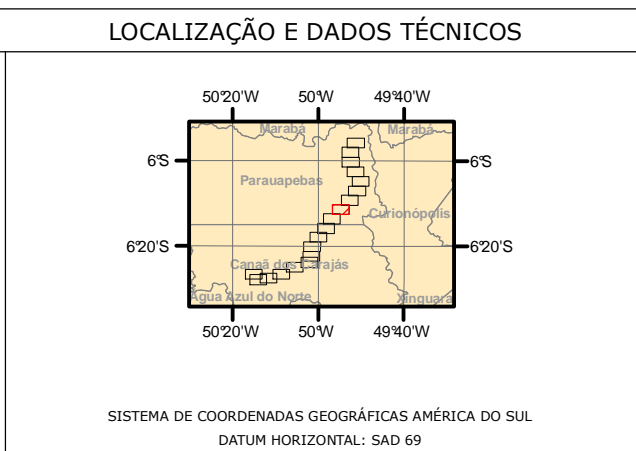 LOCALIZAÇÃO E DADOS TÉCNICOS
50°20'W 50°W 49°40'W
Marabá Marabá
6°S 6°S
Parauapebas
Curionópolis
6°20'S 6°20'S
Canaã dos Carajás
Água Azul do Norte Xinguara
50°20'W 50°W 49°40'W
SISTEMA DE COORDENADAS GEOGRÁFICAS AMÉRICA DO SUL
DATUM HORIZONTAL: SAD 69